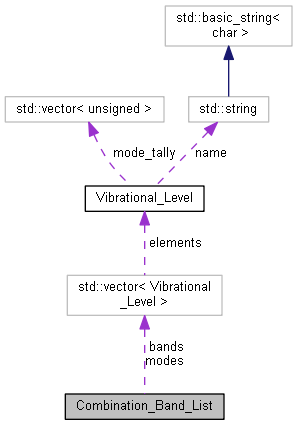 std::basic_string<
char >
std::vector< unsigned >
std::string
mode_tally
name
Vibrational_Level
elements
std::vector< Vibrational
_Level >
bands
modes
Combination_Band_List